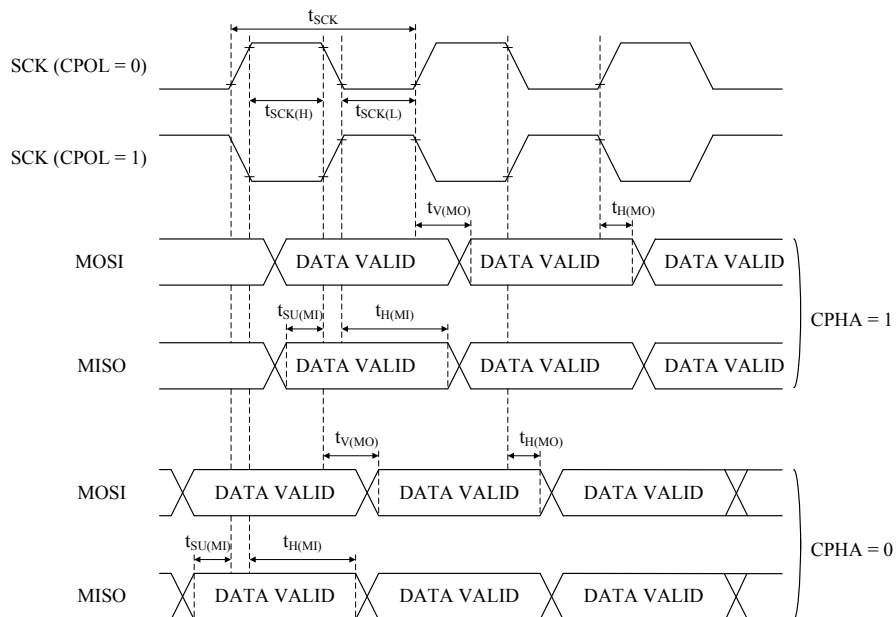 tSCK
SCK (CPOL = 0)
tSCK(H) tSCK(L)
SCK (CPOL = 1)
tV(MO) tH(MO)
MOSI DATA VALID DATA VALID DATA VALID
tSU(MI) tH(MI)
CPHA = 1
MISO DATA VALID DATA VALID DATA VALID
tV(MO) tH(MO)
MOSI DATA VALID DATA VALID DATA VALID
tSU(MI) tH(MI)
CPHA = 0
MISO DATA VALID DATA VALID DATA VALID